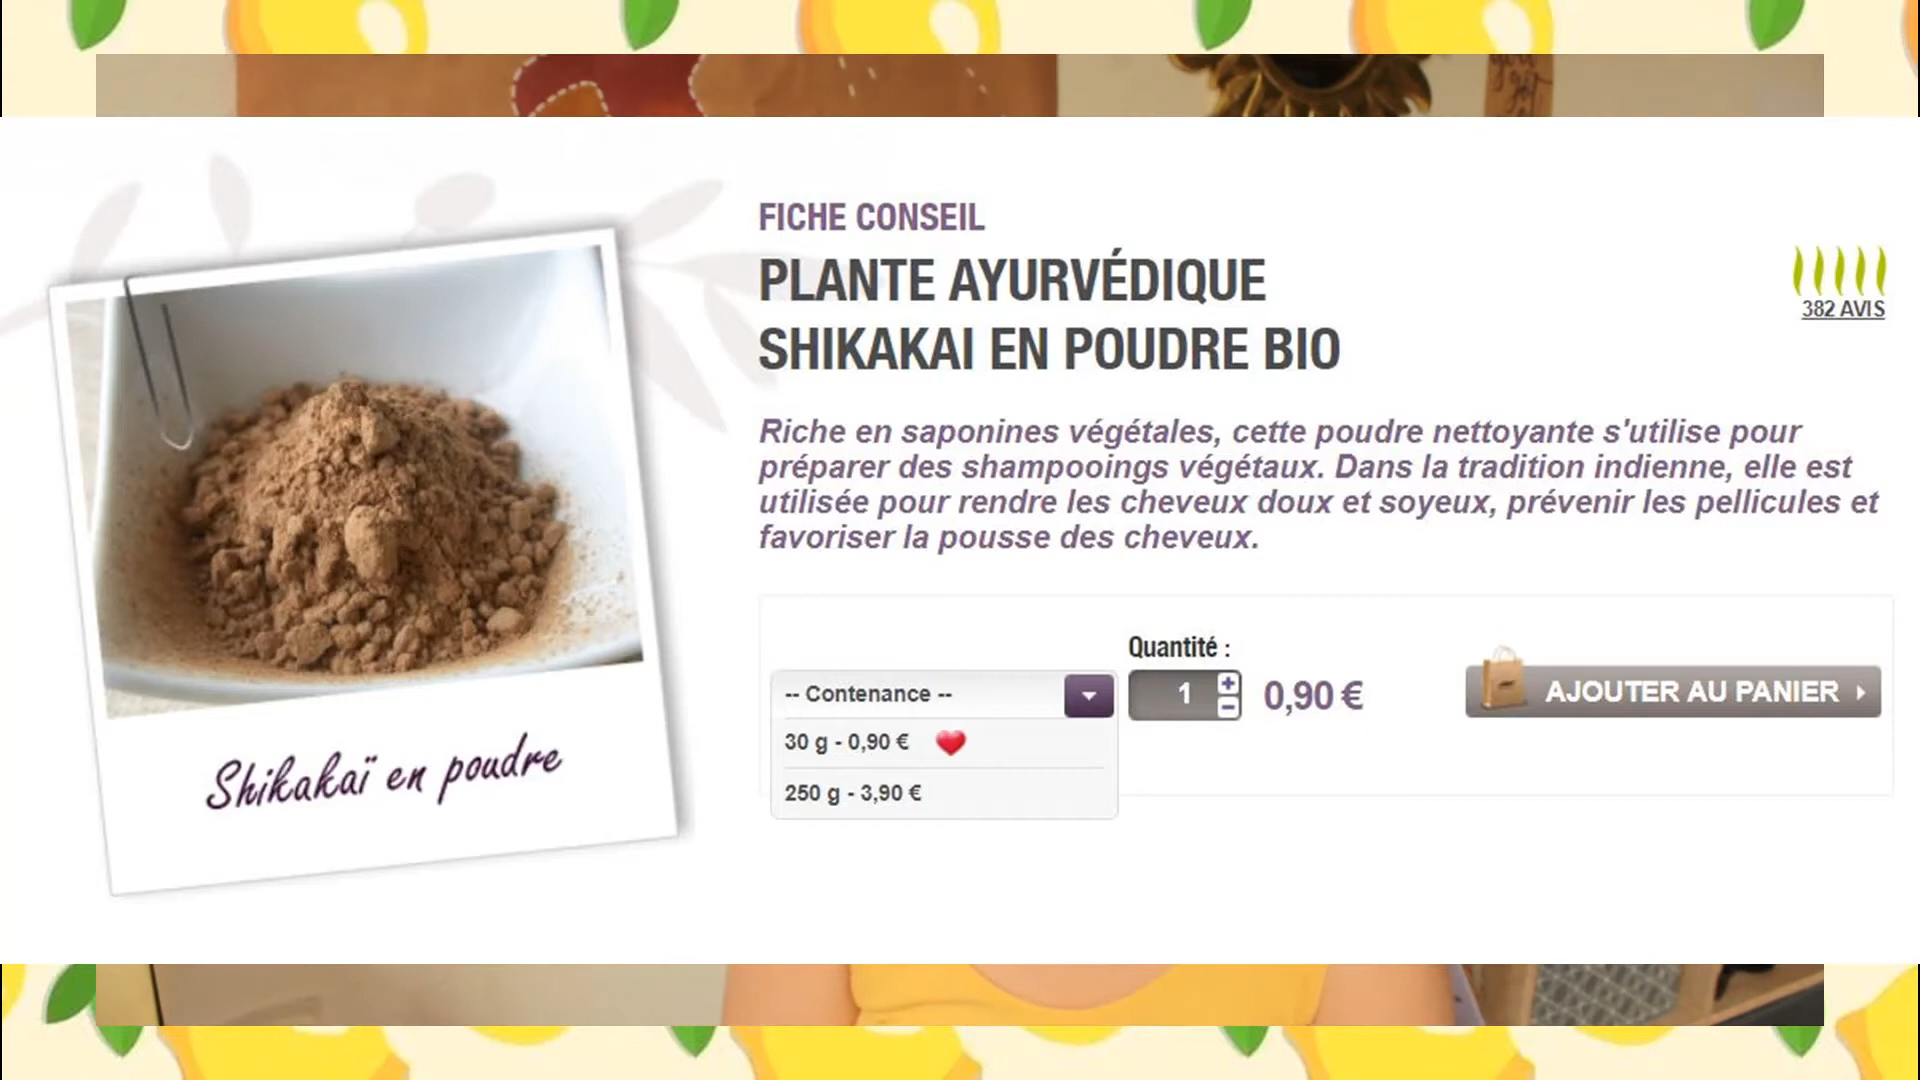 FICHE CONSEIL
PLANTE AYURVÉDIQUE
SHIKAKAI EN POUDRE BIO
382 AVIS
Riche en saponines végétales, cette poudre nettoyante s'utilise pour
préparer des shampooings végétaux. Dans la tradition indienne, elle est
utilisée pour rendre les cheveux doux et soyeux, prévenir les pellicules et
favoriser la pousse des cheveux.
Shikakaï en poudre
Quantité :
-- Contenance --
1
+
-
0,90 €
AJOUTER AU PANIER
30 g - 0,90 €
250 g - 3,90 €